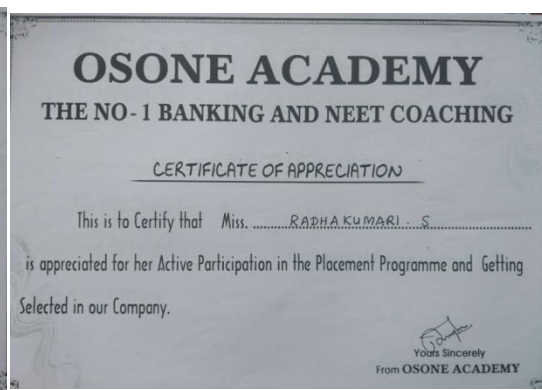 OSONE ACADEMY
THE NO-1 BANKING AND NEET COACHING
CERTIFICATE OF APPRECIATION
This is to Certify that Miss. ..........RADHA KUMARI. S..............................
is appreciated for her Active Participation in the Placement Programme and Getting
Selected in our Company.
Yours Sincerely
From OSONE ACADEMY